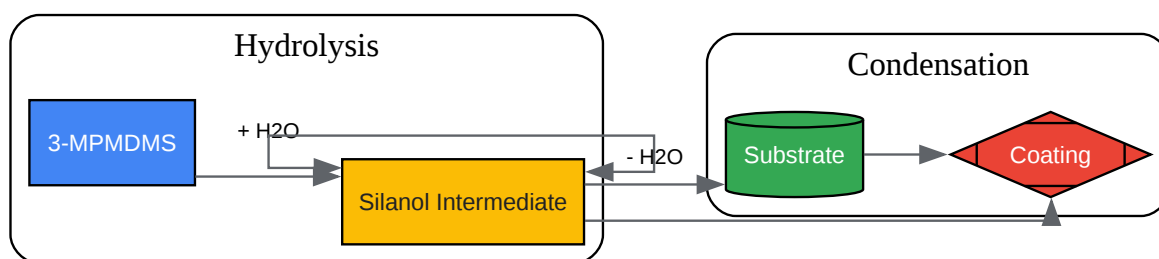 Hydrolysis
Condensation
3-MPMDMS
+ H2O
- H2O
Silanol Intermediate
Substrate
Coating